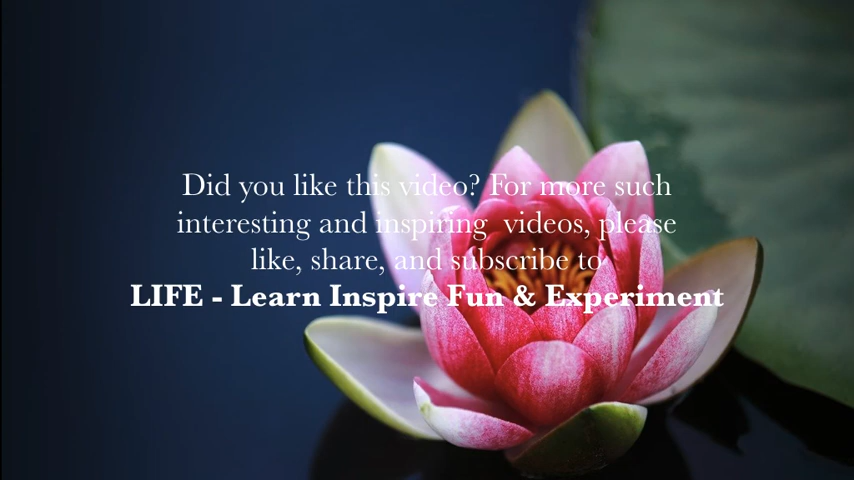 Did you like this video? For more such
interesting and inspiring  videos, please
like, share, and subscribe to
LIFE - Learn Inspire Fun & Experiment